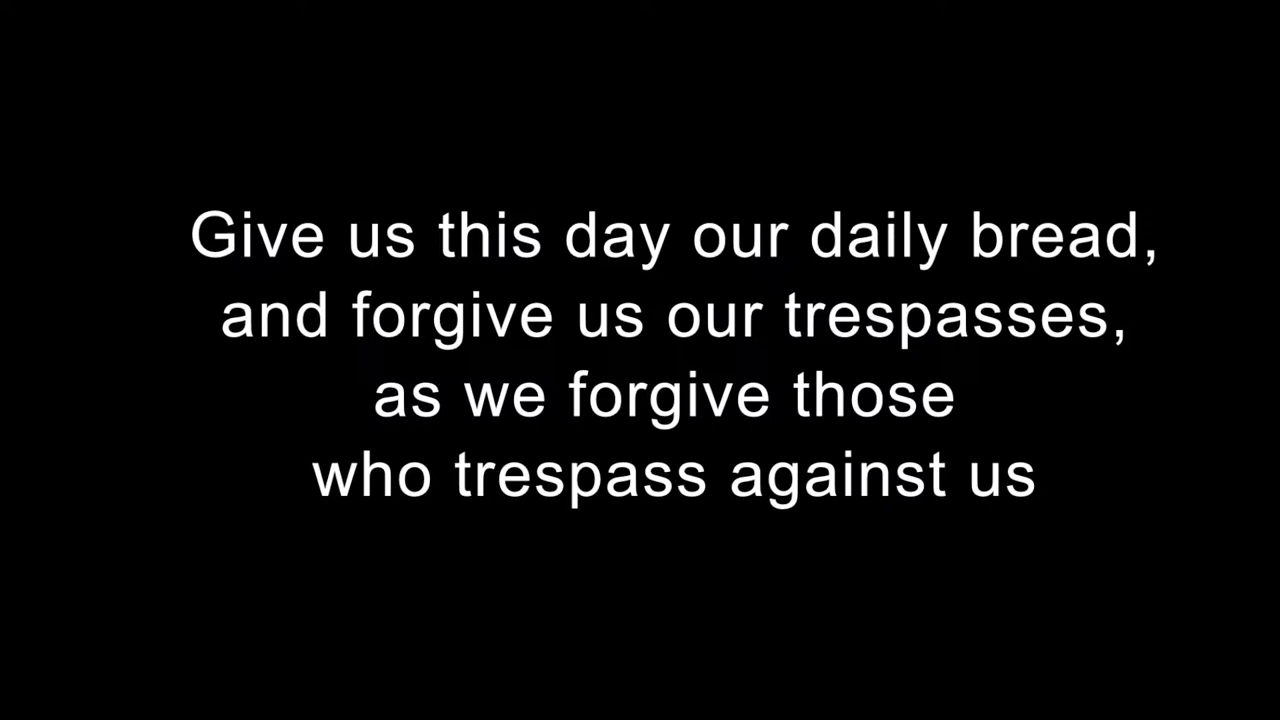 Give us this day our daily bread,
and forgive us our trespasses,
as we forgive those
who trespass against us